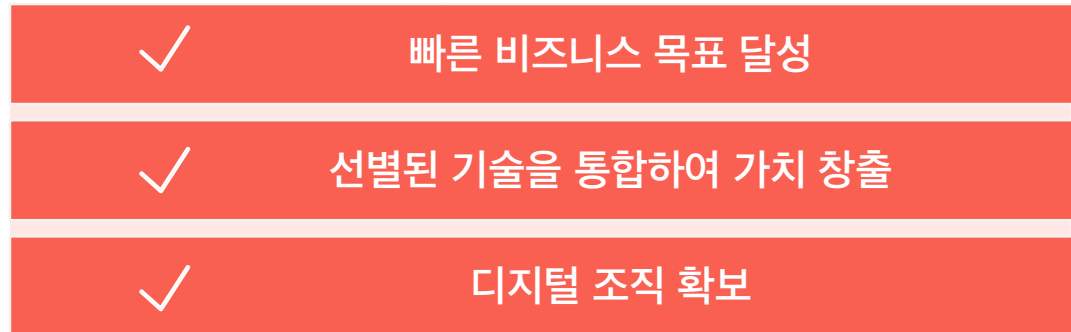 빠른 비즈니스 목표 달성
선별된 기술을 통합하여 가치 창출
디지털 조직 확보